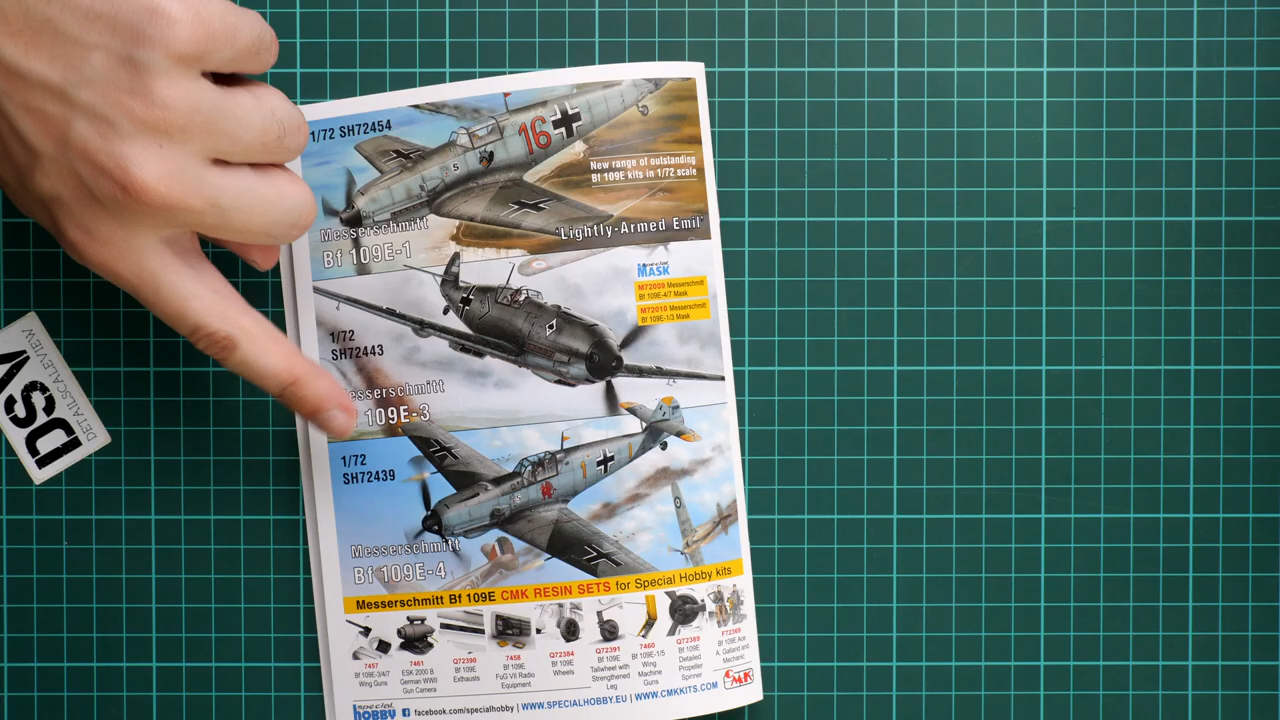 1/72 SH72454
16
S
New range of outstanding
Bf 109E kits in 1/72 scale
'Lightly-Armed Emil'
Messerschmitt
Bf 109E-1
special
MASK
M72009 Messerschmitt
Bf 109E-4/7 Mask
M72010 Messerschmitt
Bf 109E-1/3 Mask
1/72
SH72443
esserschmitt
109E-3
1/72
SH72439
1
Messerschmitt
Bf 109E-4
Messerschmitt Bf 109E CMK RESIN SETS for Special Hobby kits
7457
Bf 109E-3/4/7
Wing Guns
7461
ESK 2000 B
German WWII
Gun Camera
Q72390
Bf 109E
Exhausts
7458
Bf 109E
FuG VII Radio
Equipment
Q72384
Bf 109E
Wheels
Q72391
Bf 109E
Tailwheel with
Strengthened
Leg
7460
Bf 109E-1/5
Wing
Machine
Guns
Q72389
Bf 109E
Detailed
Propeller
Spinner
F72369
Bf 109E Ace
A. Galland and
Mechanic
CMK
special
HOBBY
facebook.com/specialhobby | WWW.SPECIALHOBBY.EU | WWW.CMKKITS.COM
DSV
DETAILSCALEVIEW